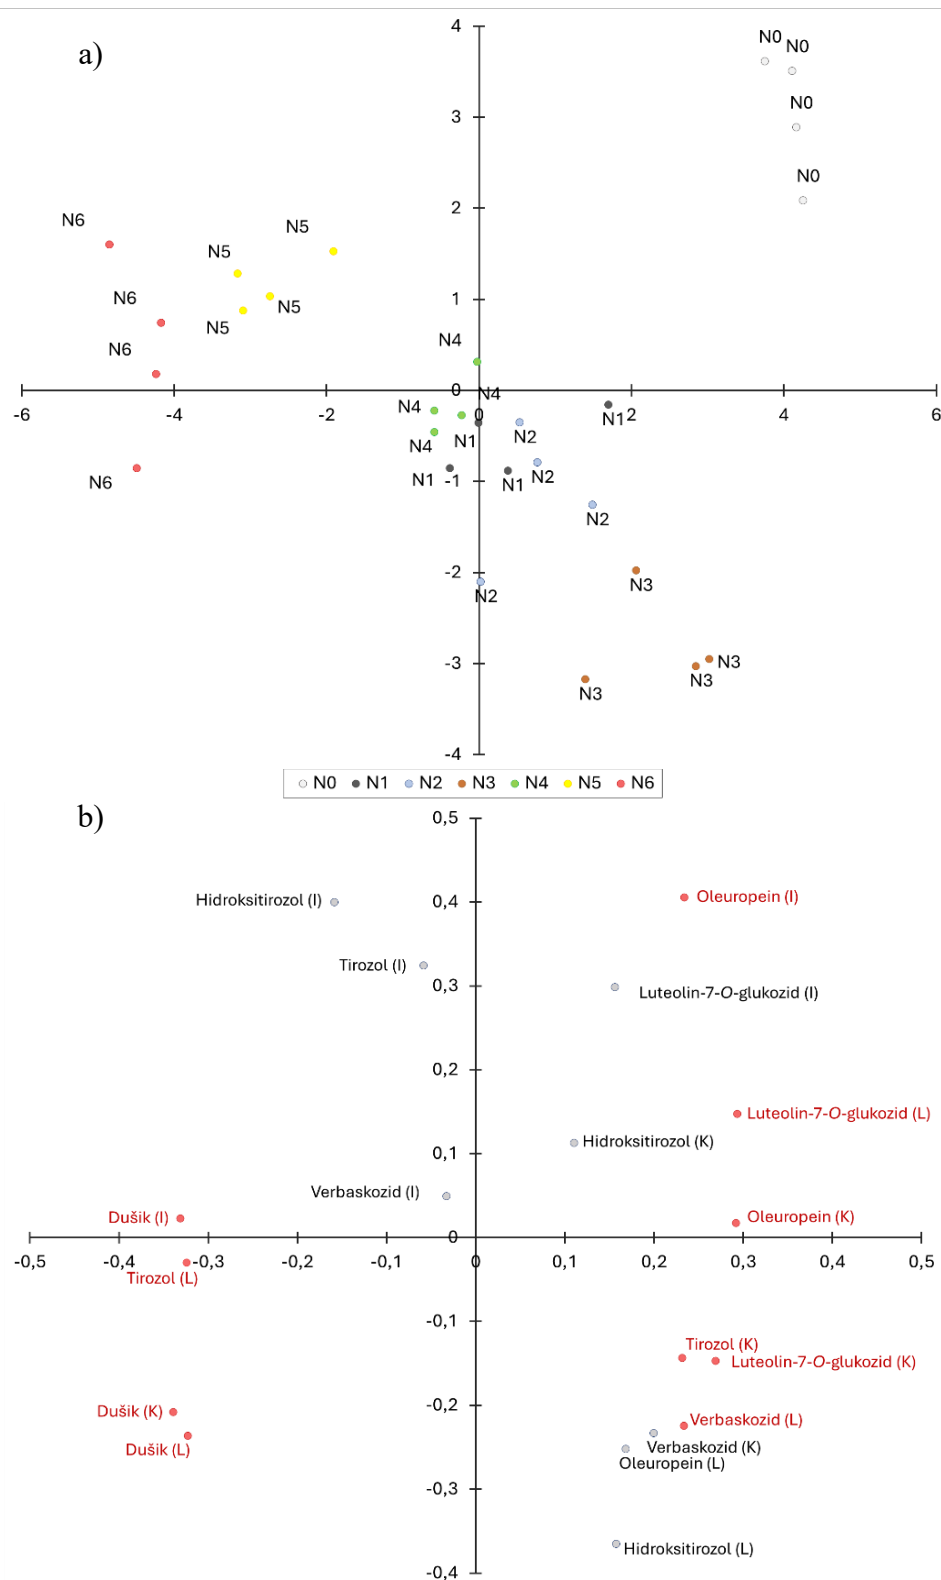 a)
4
N0
N0
3
N0
N0
2
N6
N5
N5
1
N6
N5
N5
N4
N6
0
-6
-4
-2
0
2
4
6
N4
N4
N1
N4
N1
N2
N1
-1
N1
N2
N6
N2
-2
N3
N2
-3
N3
N3
N3
-4
N0 N1 N2 N3 N4 N5 N6
b)
0,5
Hidroksitirozol (I)
0,4
Oleuropein (I)
Tirozol (I)
0,3
Luteolin-7-O-glukozid (I)
0,2
Luteolin-7-O-glukozid (L)
Hidroksitirozol (K)
0,1
Verbaskozid (I)
Dušik (I)
Oleuropein (K)
0
-0,5 -0,4 -0,3 -0,2 -0,1 0 0,1 0,2 0,3 0,4 0,5
Tirozol (L)
-0,1
Tirozol (K)
Luteolin-7-O-glukozid (K)
Dušik (K)
-0,2
Verbaskozid (L)
Dušik (L)
Verbaskozid (K)
Oleuropein (L)
-0,3
Hidroksitirozol (L)
-0,4